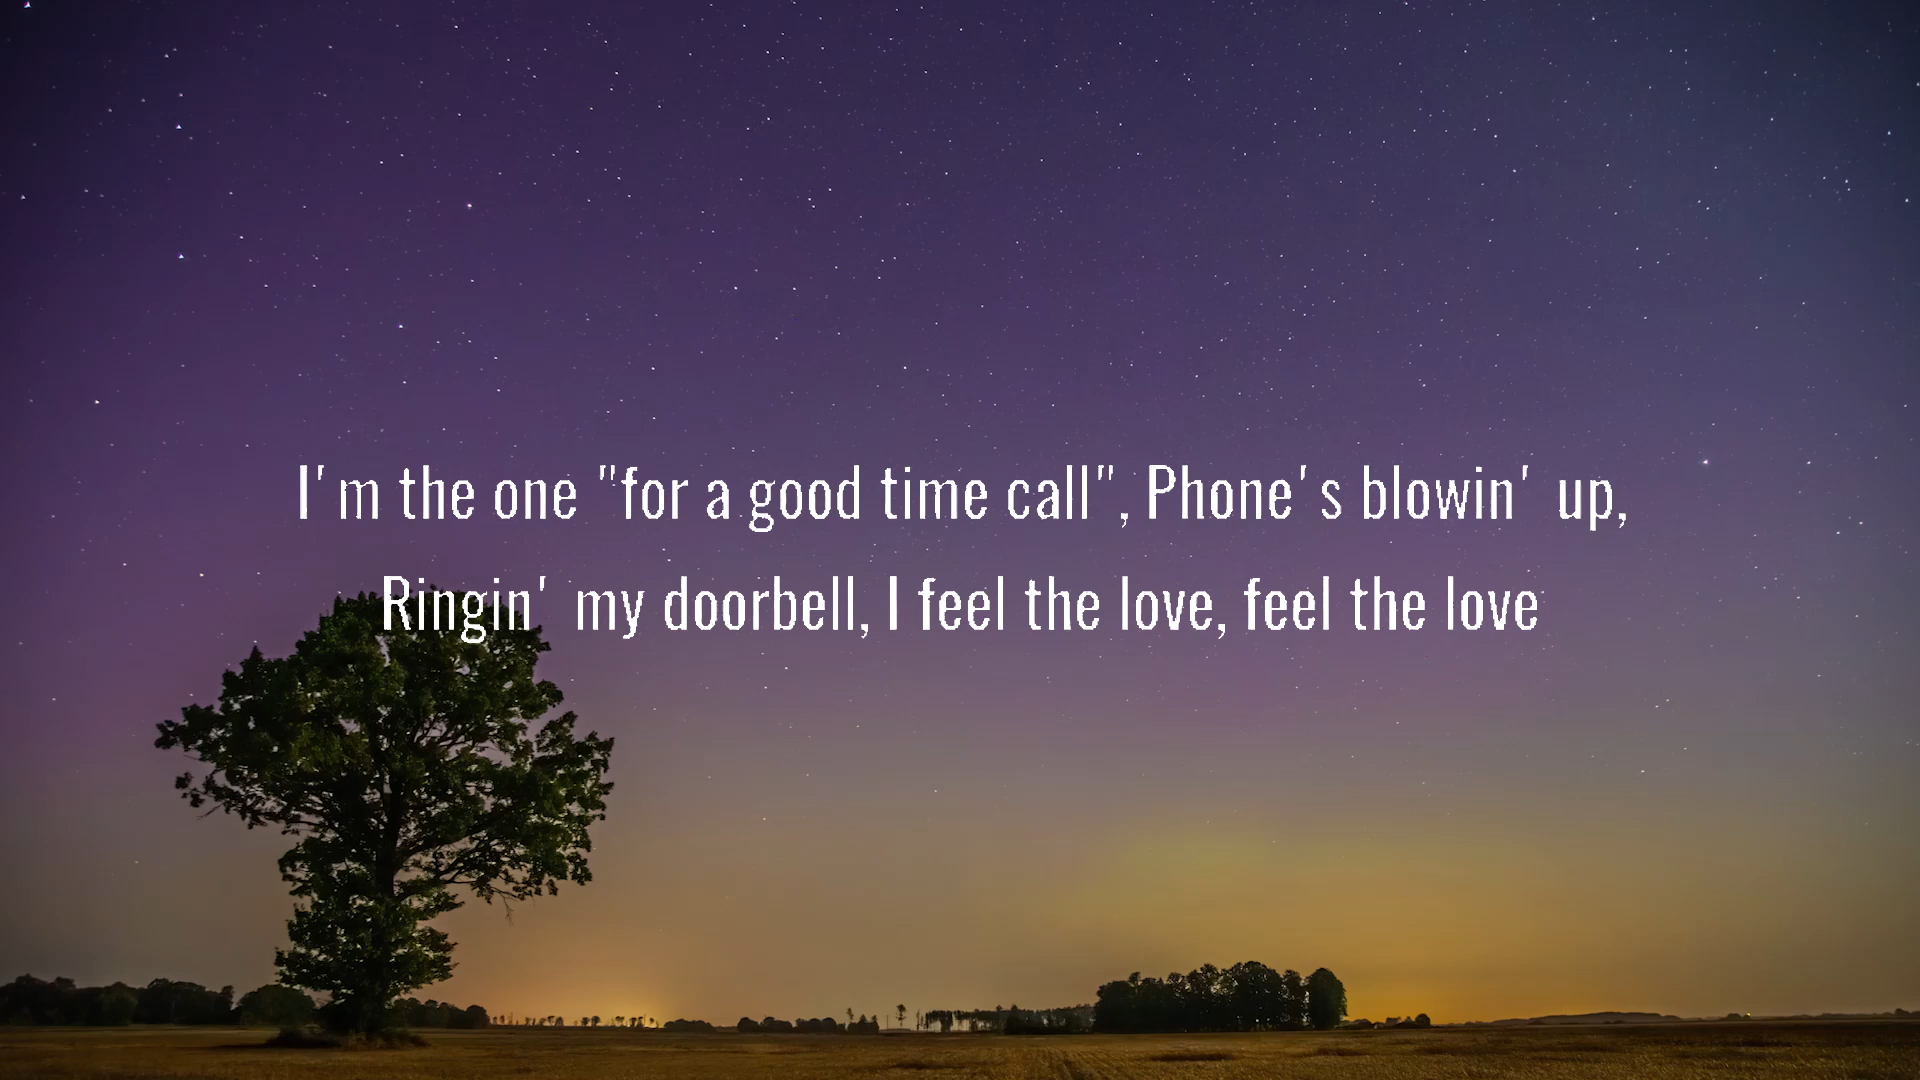 I'm the one "for a good time call", Phone's blowin' up,
Ringin' my doorbell, I feel the love, feel the love